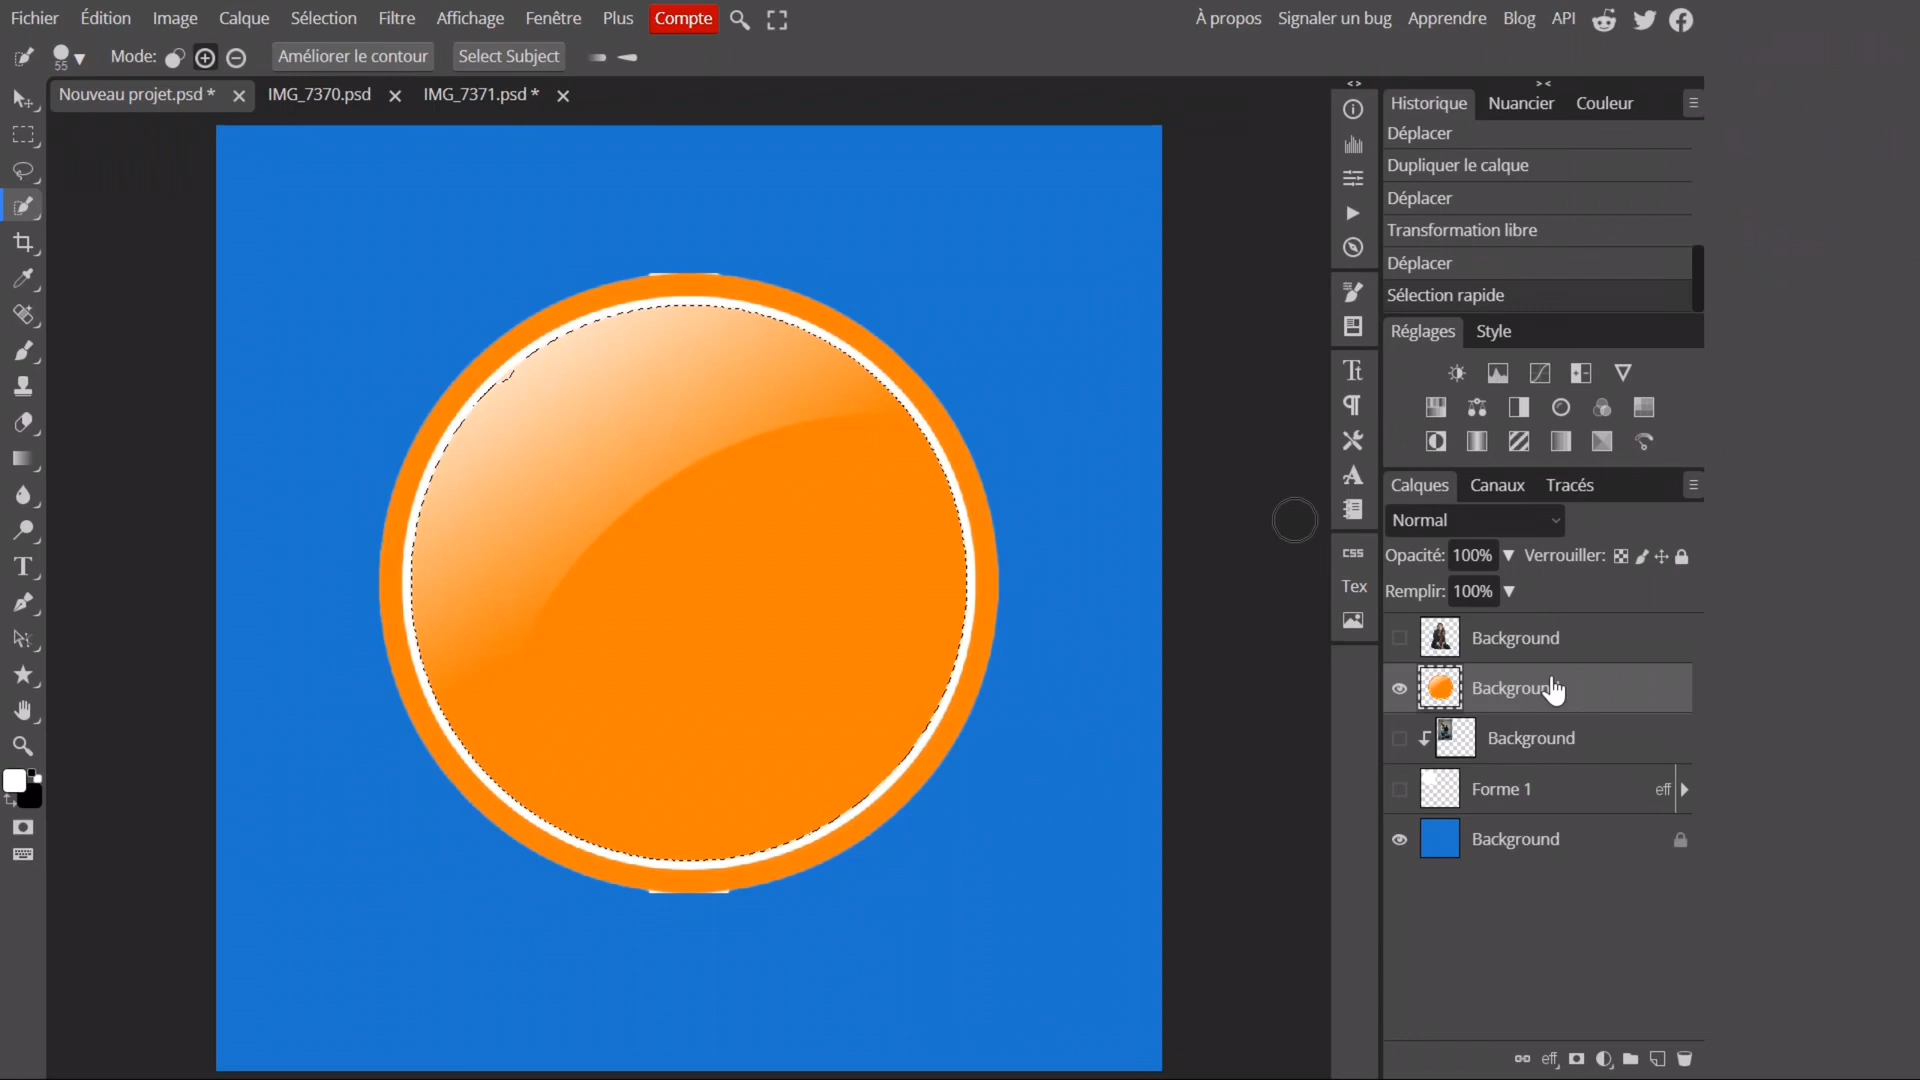 Fichier Édition Image Calque Sélection Filtre Affichage Fenêtre Plus Compte À propos Signaler un bug Apprendre Blog API
55 Mode: Améliorer le contour Select Subject
Nouveau projet.psd * IMG_7370.psd IMG_7371.psd *
Historique Nuancier Couleur
Déplacer
Dupliquer le calque
Déplacer
Transformation libre
Déplacer
Sélection rapide
Réglages Style
Calques Canaux Tracés
Normal
CSS
Opacité: 100% Verrouiller:
Tex
Remplir: 100%
Background
Background
Background
Forme 1 eff
Background
eff